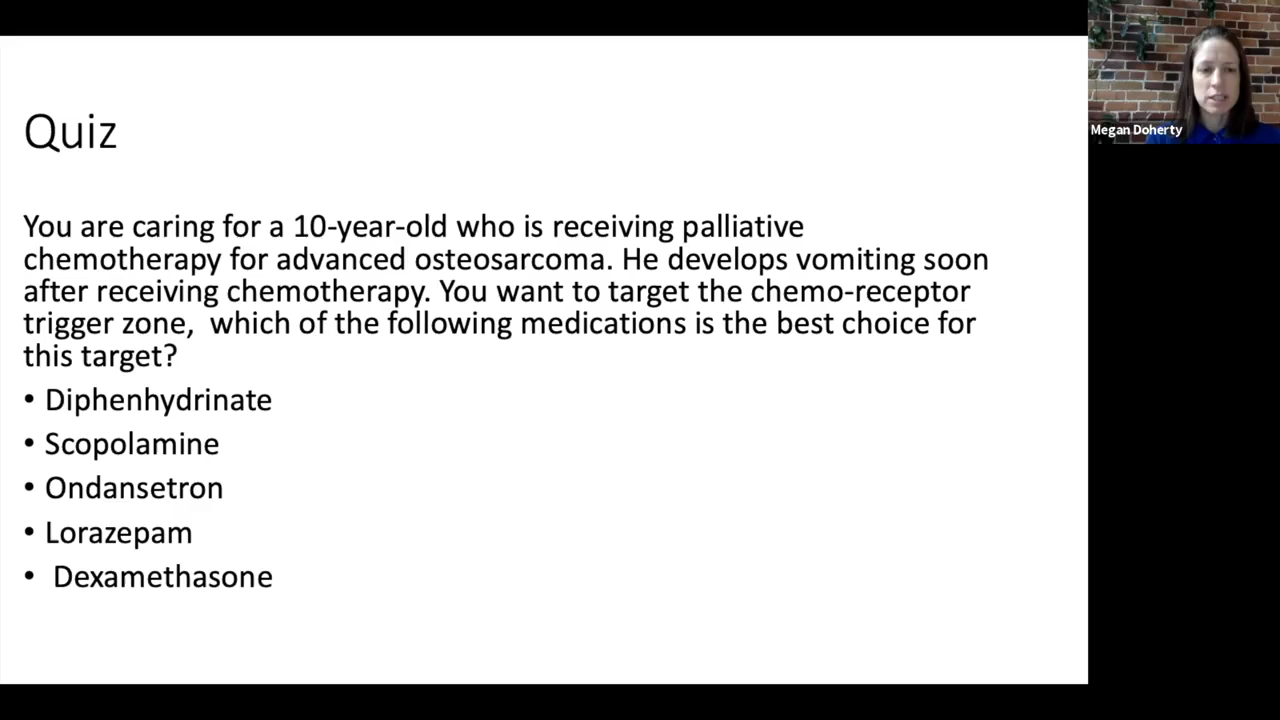 Quiz
You are caring for a 10-year-old who is receiving palliative
chemotherapy for advanced osteosarcoma. He develops vomiting soon
after receiving chemotherapy. You want to target the chemo-receptor
trigger zone,  which of the following medications is the best choice for
this target?
• Diphenhydrinate
• Scopolamine
• Ondansetron
• Lorazepam
• Dexamethasone
Megan Doherty